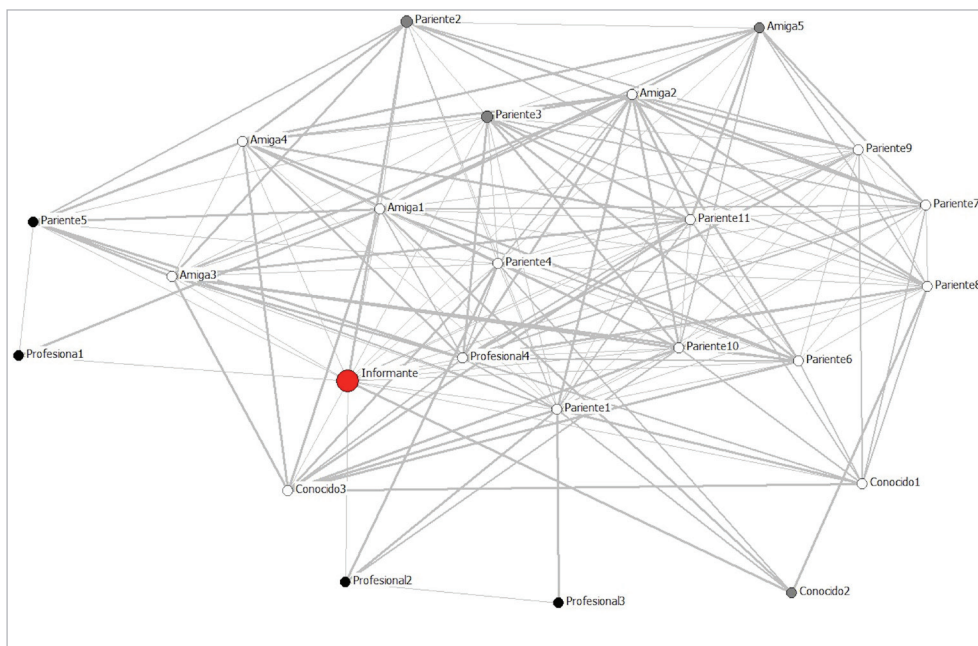 Pariente2
Amiga5
Amiga2
Pariente3
Amiga4
Pariente9
Pariente7
Amiga1
Pariente5
Pariente11
Pariente4
Amiga3
Pariente8
Pariente10
Profesiona1
Profesional4
Pariente6
Informante
Pariente1
Conocido1
Conocido3
Profesional2
Conocido2
Profesional3